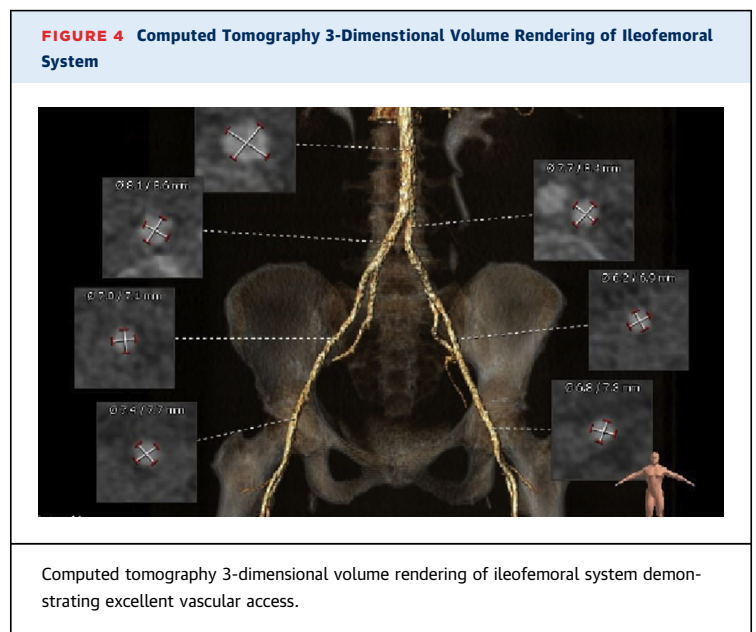 FIGURE 4 Computed Tomography 3-Dimenstional Volume Rendering of Ileofemoral
System
Ø 8.1 / 8.6 mm
Ø 7.7 / 8.4 mm
Ø 7.0 / 7.1 mm
Ø 6.2 / 6.9 mm
Ø 7.4 / 7.7 mm
Ø 6.8 / 7.8 mm
Computed tomography 3-dimensional volume rendering of ileofemoral system demon-
strating excellent vascular access.